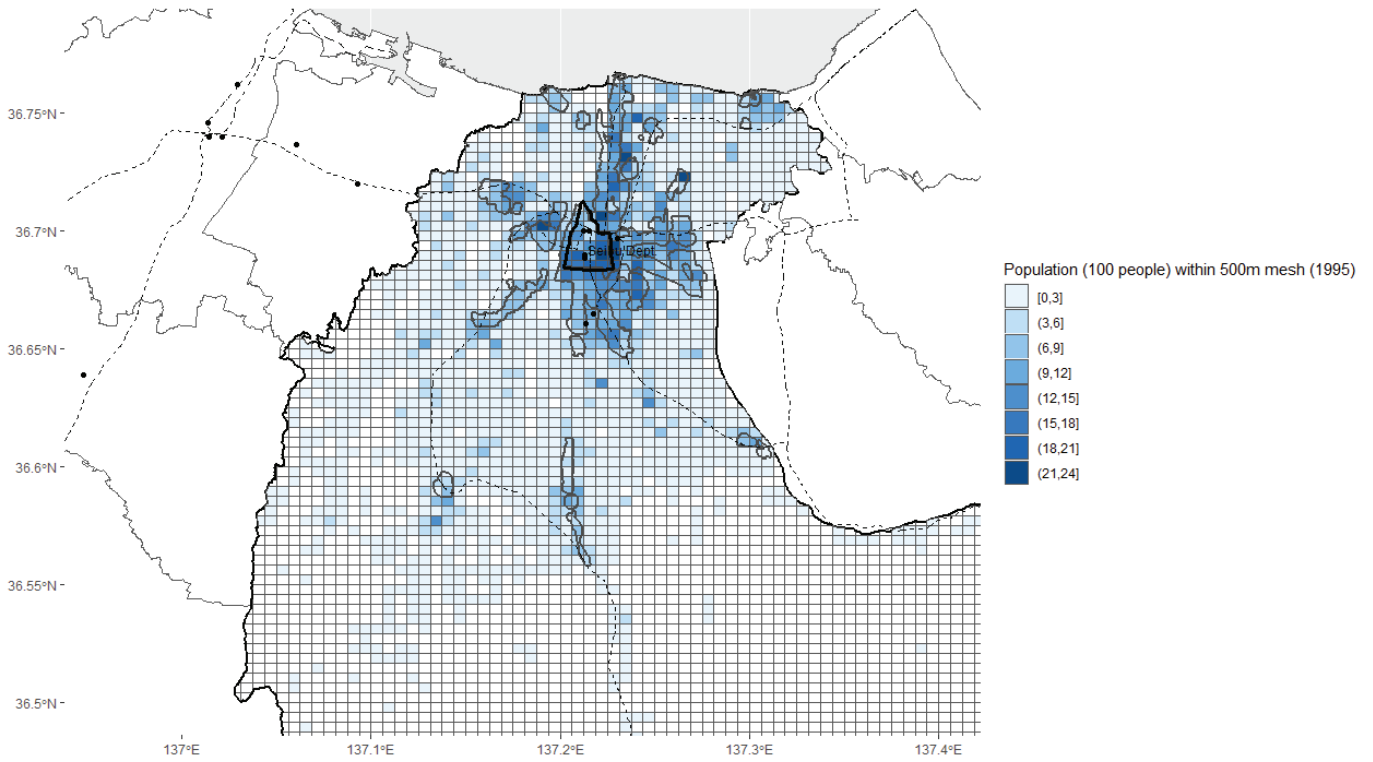 36.75°N
36.7°N
36.65°N
36.6°N
36.55°N
36.5°N
137°E
137.1°E
137.2°E
137.3°E
137.4°E
Dept
Population (100 people) within 500m mesh (1995)
[0,3]
(3,6]
(6,9]
(9,12]
(12,15]
(15,18]
(18,21]
(21,24]